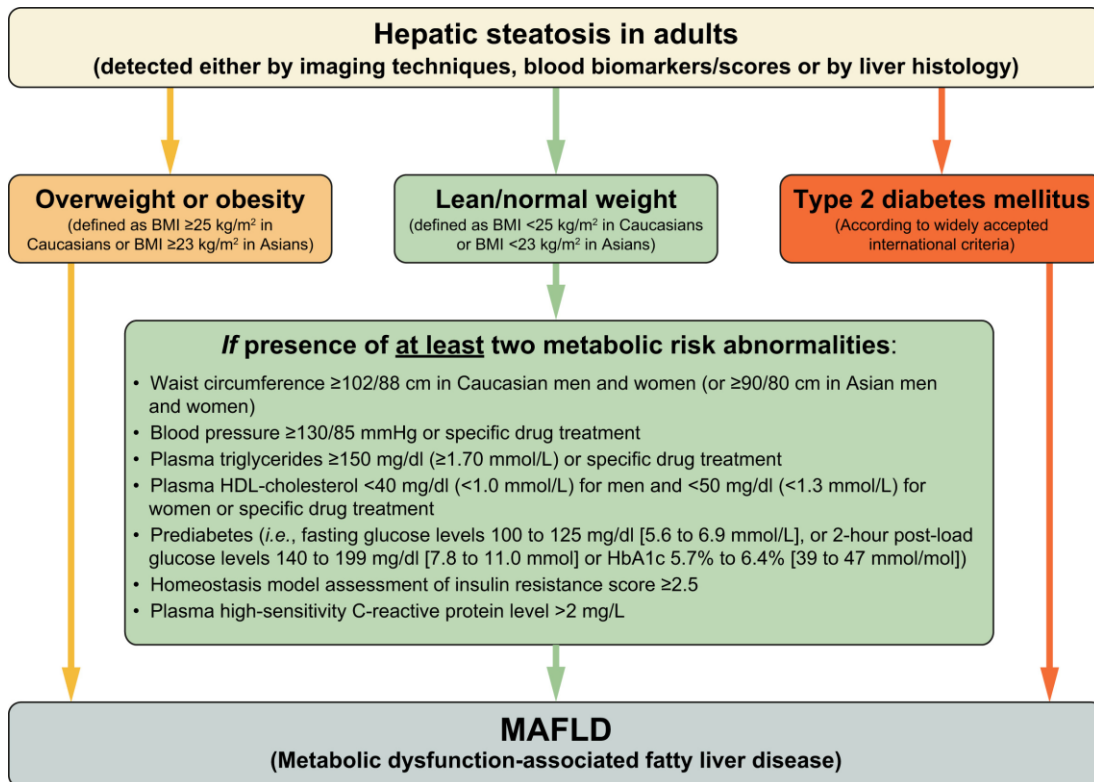 Hepatic steatosis in adults
(detected either by imaging techniques, blood biomarkers/scores or by liver histology)
Overweight or obesity
(defined as BMI ≥25 kg/m² in
Caucasians or BMI ≥23 kg/m² in Asians)
Lean/normal weight
(defined as BMI <25 kg/m² in Caucasians
or BMI <23 kg/m² in Asians)
Type 2 diabetes mellitus
(According to widely accepted
international criteria)
If presence of at least two metabolic risk abnormalities:
• Waist circumference ≥102/88 cm in Caucasian men and women (or ≥90/80 cm in Asian men
and women)
• Blood pressure ≥130/85 mmHg or specific drug treatment
• Plasma triglycerides ≥150 mg/dl (≥1.70 mmol/L) or specific drug treatment
• Plasma HDL-cholesterol <40 mg/dl (<1.0 mmol/L) for men and <50 mg/dl (<1.3 mmol/L) for
women or specific drug treatment
• Prediabetes (i.e., fasting glucose levels 100 to 125 mg/dl [5.6 to 6.9 mmol/L], or 2-hour post-load
glucose levels 140 to 199 mg/dl [7.8 to 11.0 mmol] or HbA1c 5.7% to 6.4% [39 to 47 mmol/mol])
• Homeostasis model assessment of insulin resistance score ≥2.5
• Plasma high-sensitivity C-reactive protein level >2 mg/L
MAFLD
(Metabolic dysfunction-associated fatty liver disease)